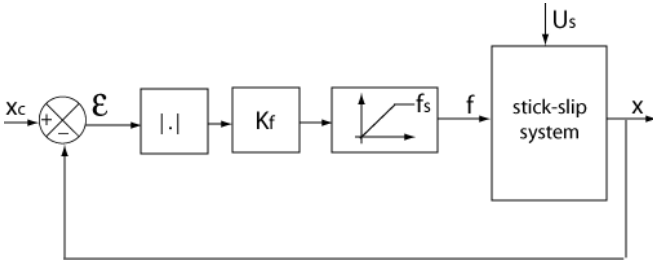 Us
xc
+
−
ε
|.|
Kf
fs
f
stick-slip
system
x